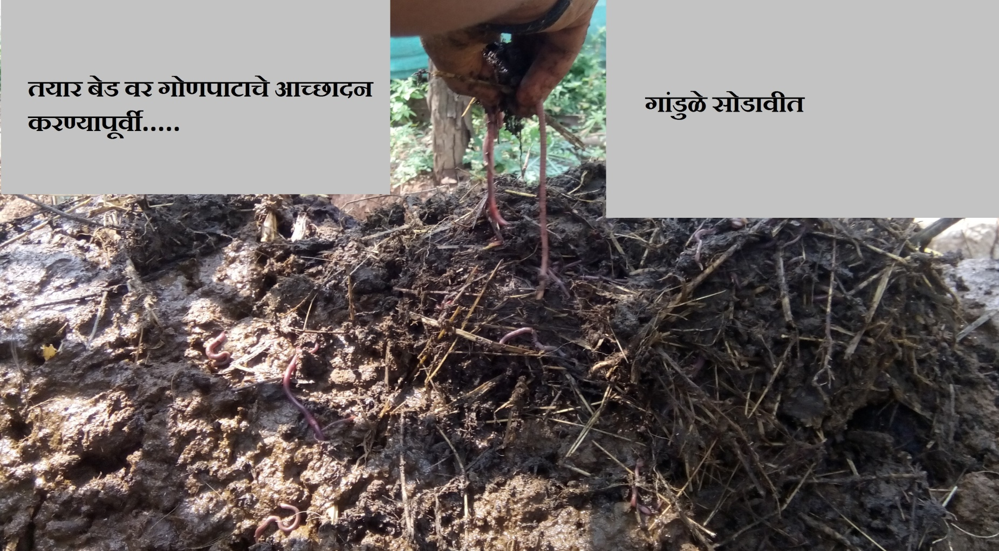 तयार बेड वर गोणपाटाचे आच्छादन
करण्यापूर्वी.....
गांडुळे सोडावीत